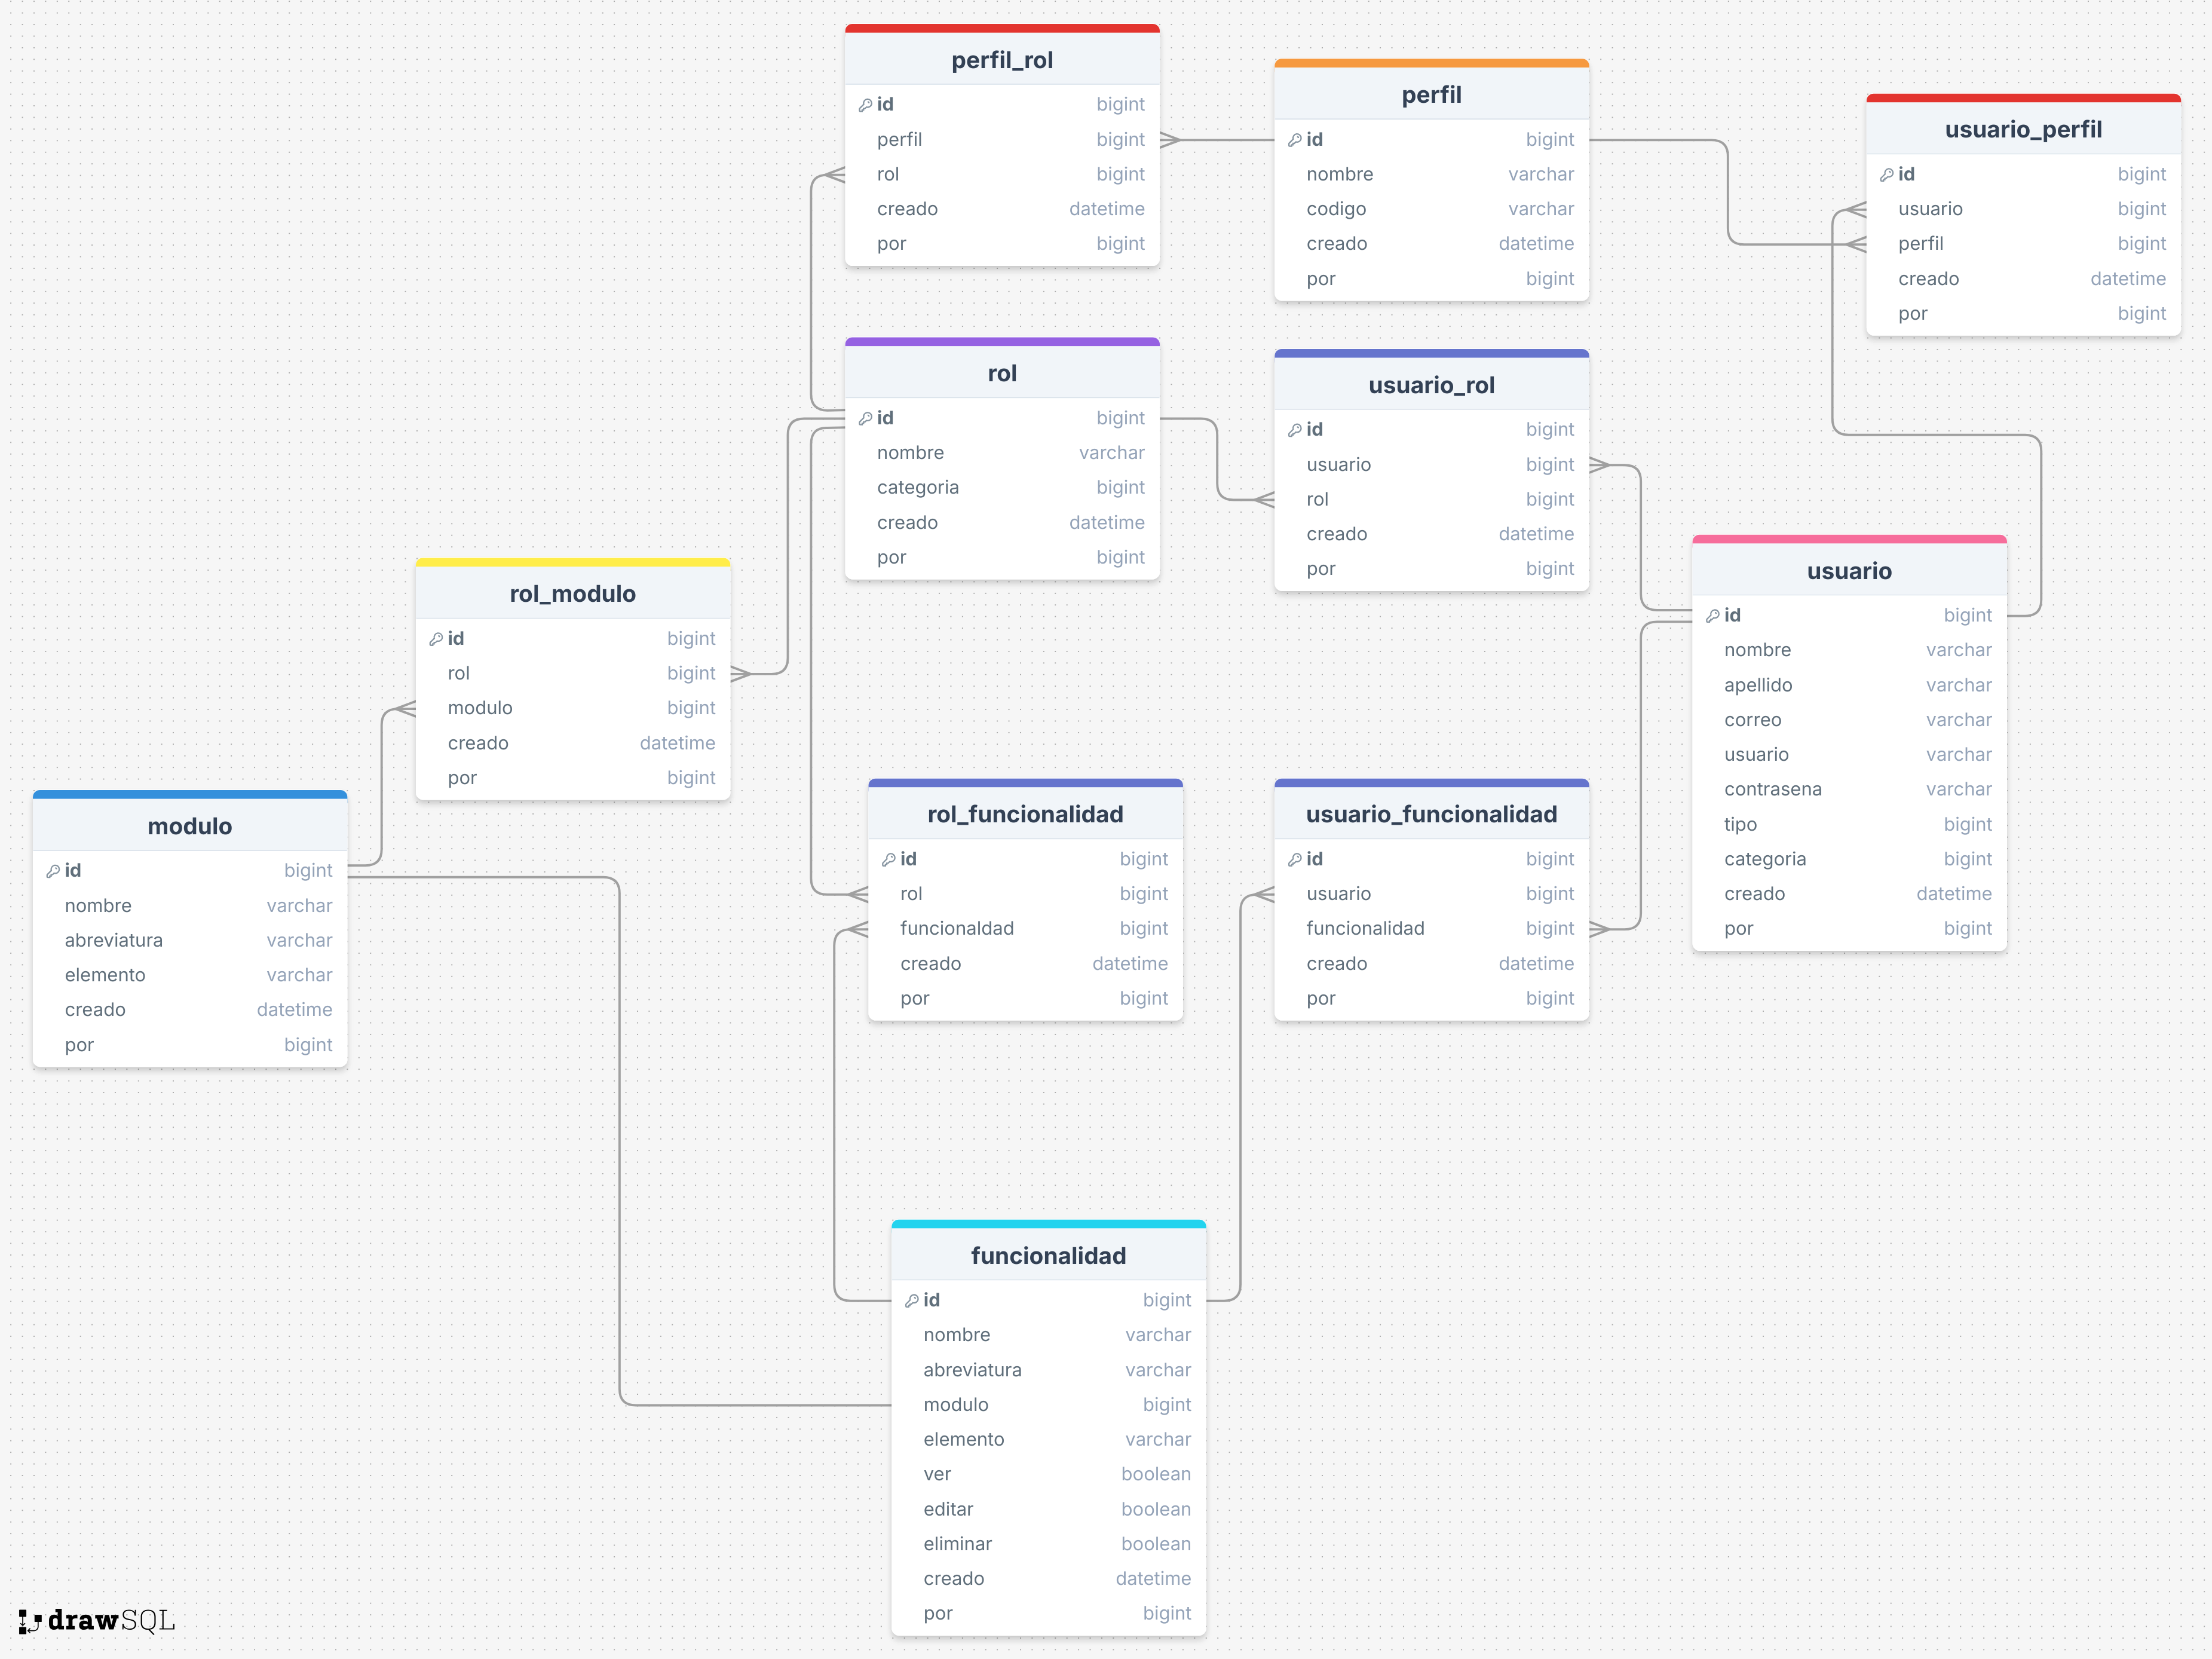 perfil_rol
id bigint
perfil bigint
rol bigint
creado datetime
por bigint
perfil
id bigint
nombre varchar
codigo varchar
creado datetime
por bigint
usuario_perfil
id bigint
usuario bigint
perfil bigint
creado datetime
por bigint
rol
id bigint
nombre varchar
categoria bigint
creado datetime
por bigint
usuario_rol
id bigint
usuario bigint
rol bigint
creado datetime
por bigint
usuario
id bigint
nombre varchar
apellido varchar
correo varchar
usuario varchar
contrasena varchar
tipo bigint
categoria bigint
creado datetime
por bigint
rol_modulo
id bigint
rol bigint
modulo bigint
creado datetime
por bigint
modulo
id bigint
nombre varchar
abreviatura varchar
elemento varchar
creado datetime
por bigint
rol_funcionalidad
id bigint
rol bigint
funcionaldad bigint
creado datetime
por bigint
usuario_funcionalidad
id bigint
usuario bigint
funcionalidad bigint
creado datetime
por bigint
funcionalidad
id bigint
nombre varchar
abreviatura varchar
modulo bigint
elemento varchar
ver boolean
editar boolean
eliminar boolean
creado datetime
por bigint
drawSQL